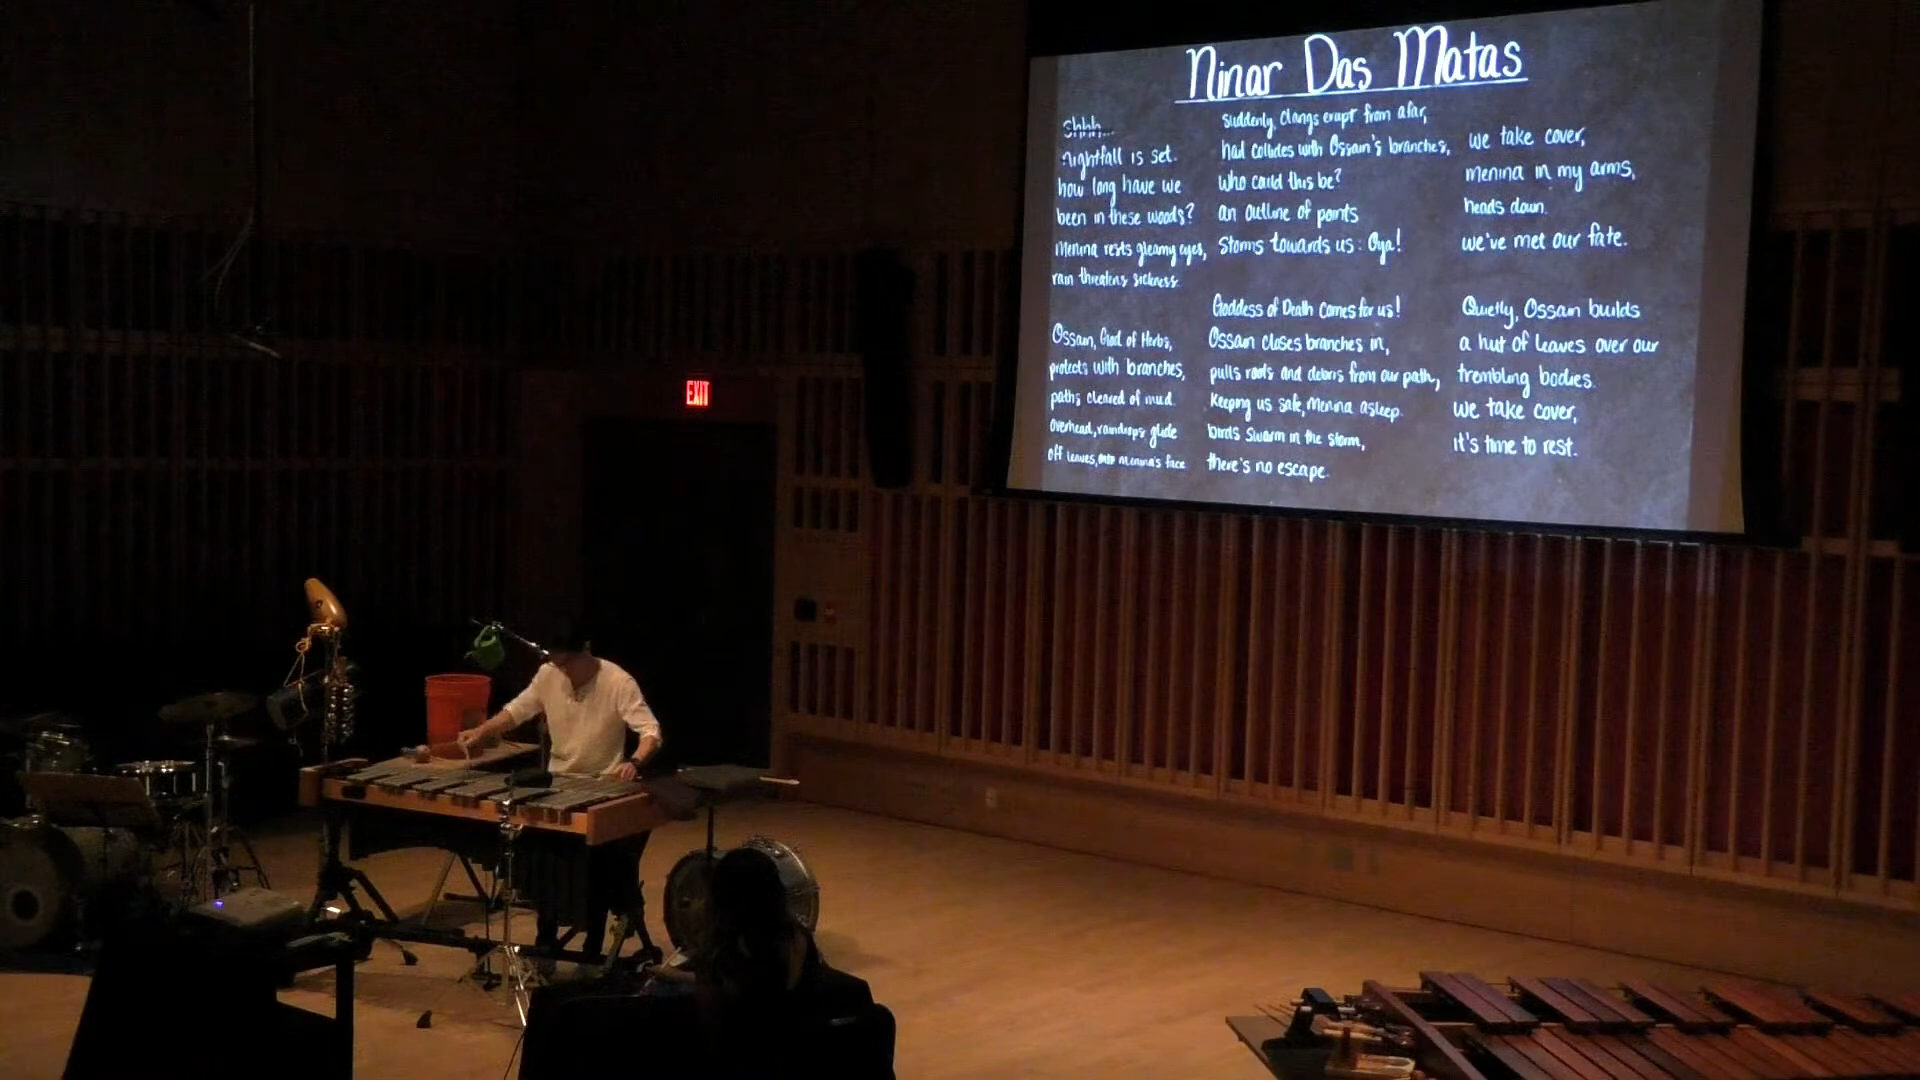 Ninar Das Matas
Shhh...
nightfall is set.
how long have we
been in these woods?
Menina rests gleamy eyes,
rain threatens sickness.
Ossain, God of Herbs,
protects with branches,
paths cleared of mud.
overhead, raindrops glide
off leaves, onto menina's face
Suddenly, Clangs erupt from afar,
hail collides with Ossain's branches,
Who could this be?
an outline of points
Storms towards us: Oya!
Goddess of Death Comes for us!
Ossain closes branches in,
pulls roots and debris from our path,
Keeping us safe, Menina asleep.
birds swarm in the storm,
there's no escape.
we take cover,
menina in my arms,
heads down.
we've met our fate.
Quietly, Ossain builds
a hut of leaves over our
trembling bodies.
We take cover,
it's time to rest.
EXIT